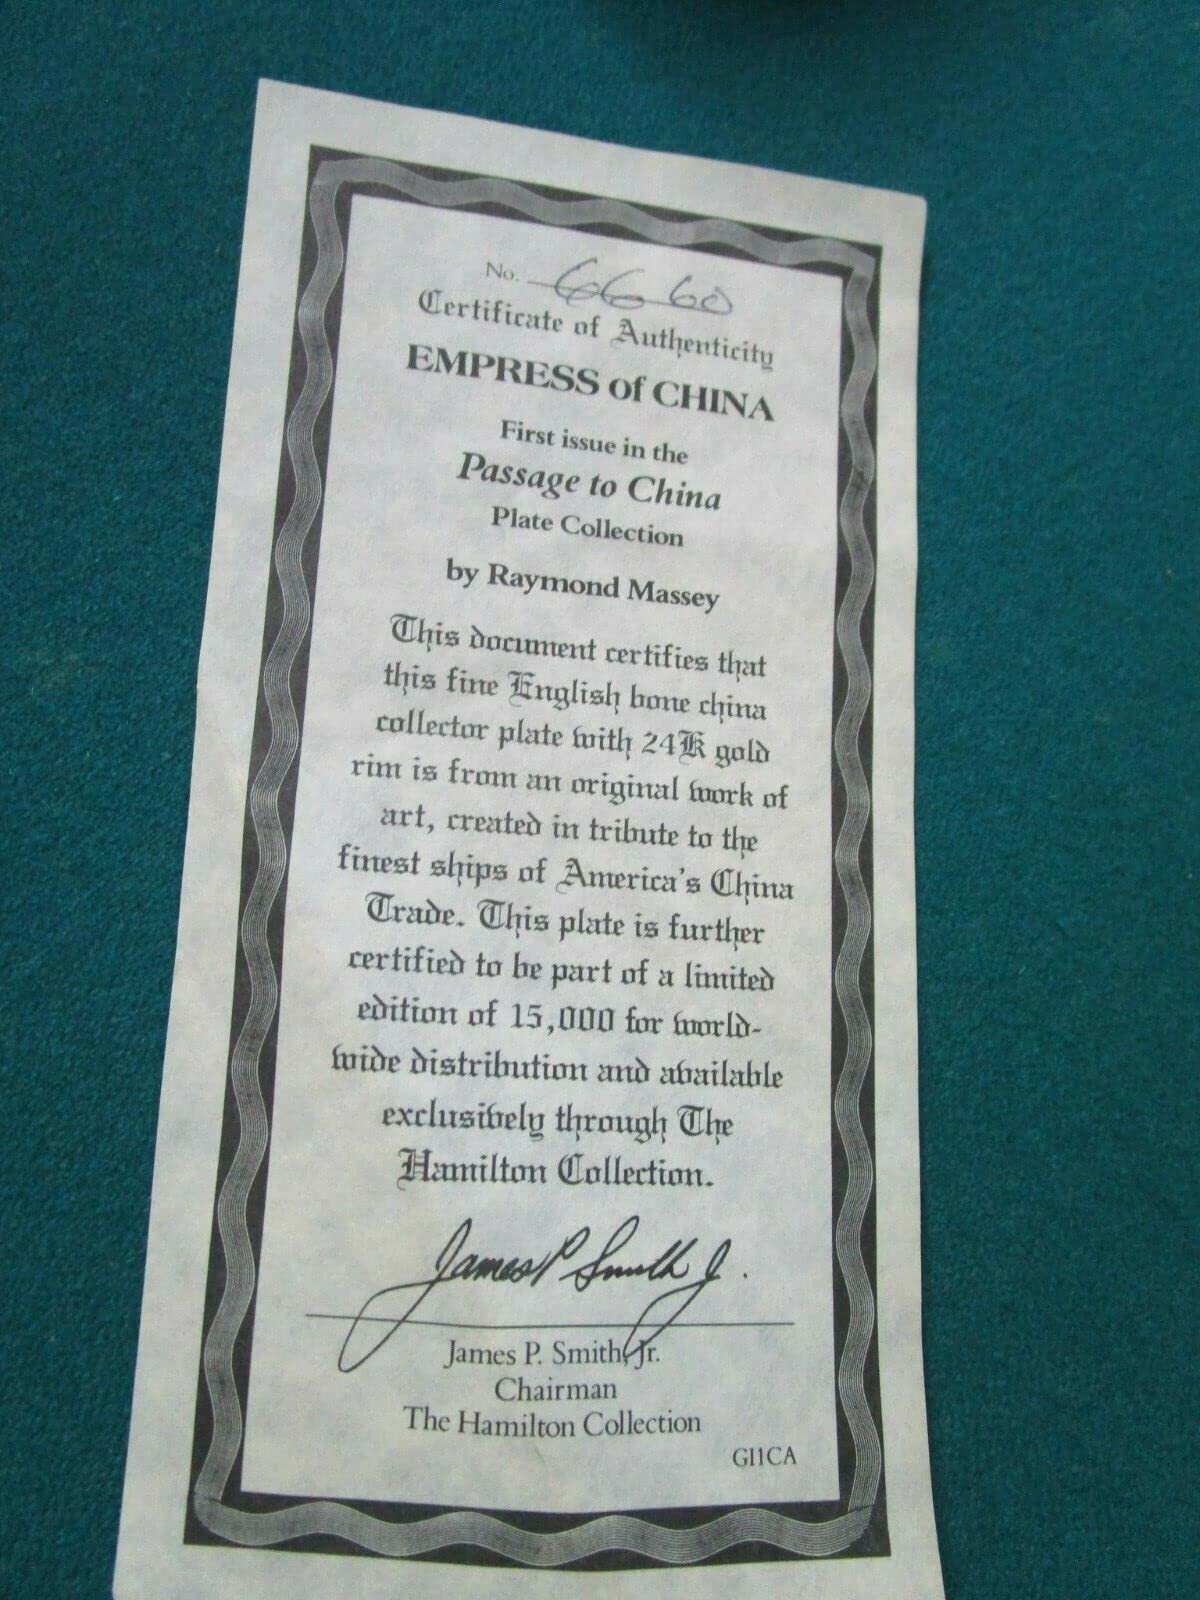 No. 6660
Certificate of Authenticity
EMPRESS of CHINA
First issue in the
Passage to China
Plate Collection
by Raymond Massey
This document certifies that
this fine English bone china
collector plate with 24K gold
rim is from an original work of
art, created in tribute to the
finest ships of America's China
Trade. This plate is further
certified to be part of a limited
edition of 15,000 for world-
wide distribution and available
exclusively through The
Hamilton Collection.
James P Smith J.
James P. Smith, Jr.
Chairman
The Hamilton Collection
GI1CA